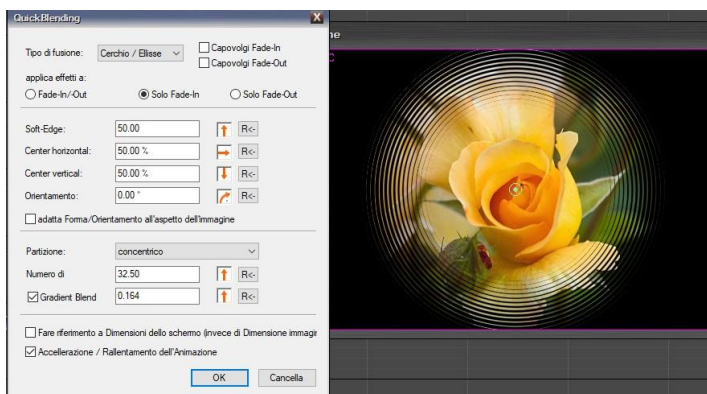 QuickBlending
X
Tipo di fusione:
Cerchio / Ellisse
Capovolgi Fade-In
Capovolgi Fade-Out
applica effetti a:
Fade-In/-Out
Solo Fade-In
Solo Fade-Out
Soft-Edge:
50.00
R<-
Center horizontal:
50.00 %
R<-
Center vertical:
50.00 %
R<-
Orientamento:
0.00 °
R<-
adatta Forma/Orientamento all'aspetto dell'immagine
Partizione:
concentrico
Numero di
32.50
R<-
Gradient Blend
0.164
R<-
Fare riferimento a Dimensioni dello schermo (invece di Dimensione immagir
Accellerazione / Rallentamento dell'Animazione
OK
Cancella
ne
C